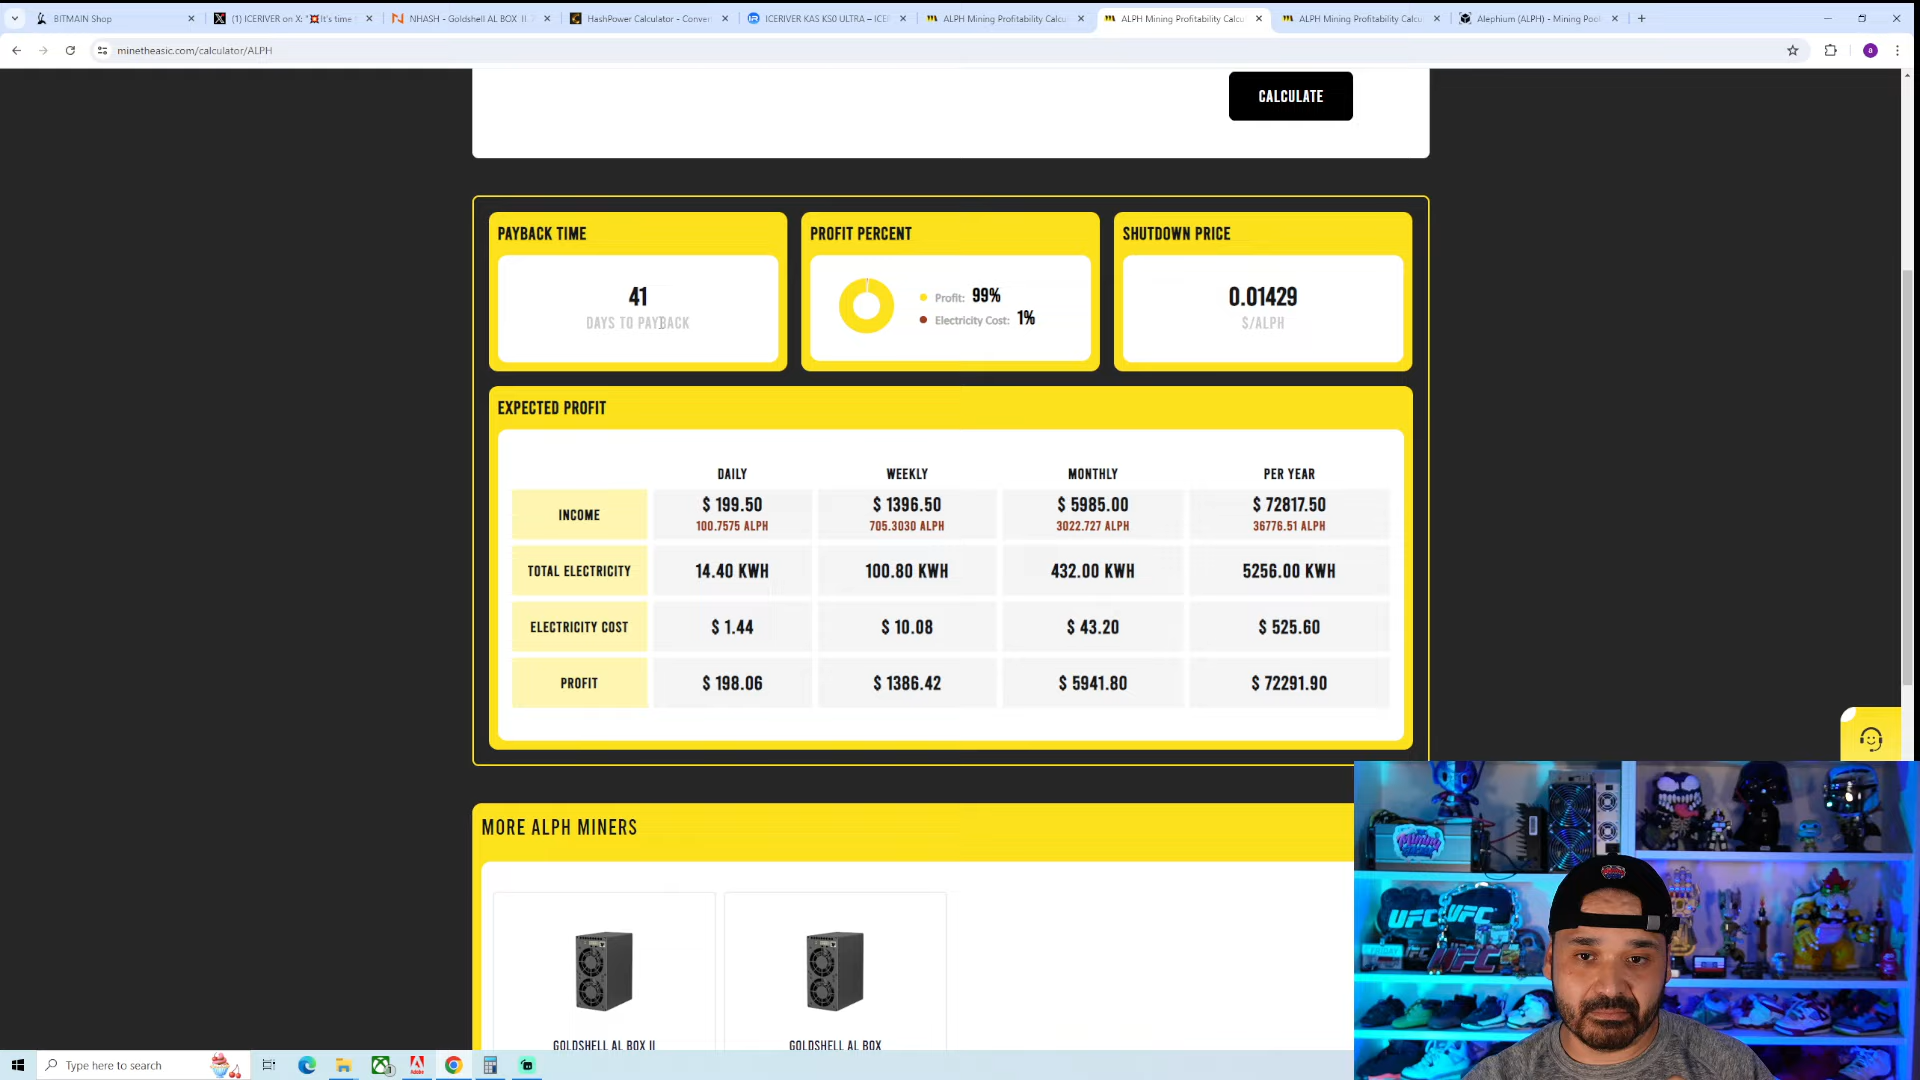 BITMAIN Shop
(1) ICERIVER on X: "💥It's time
NHASH - Goldshell AL BOX II
HashPower Calculator - Conver
ICERIVER KAS KS0 ULTRA – ICE
ALPH Mining Profitability Calcu
ALPH Mining Profitability Calcu
ALPH Mining Profitability Calcu
Alephium (ALPH) - Mining Poo
minetheasic.com/calculator/ALPH
a
CALCULATE
PAYBACK TIME
41
DAYS TO PAYBACK
PROFIT PERCENT
Profit: 99%
Electricity Cost: 1%
SHUTDOWN PRICE
0.01429
$/ALPH
EXPECTED PROFIT
DAILY WEEKLY MONTHLY PER YEAR
INCOME $ 199.50 $ 1396.50 $ 5985.00 $ 72817.50
100.7575 ALPH 705.3030 ALPH 3022.727 ALPH 36776.51 ALPH
TOTAL ELECTRICITY 14.40 KWH 100.80 KWH 432.00 KWH 5256.00 KWH
ELECTRICITY COST $ 1.44 $ 10.08 $ 43.20 $ 525.60
PROFIT $ 198.06 $ 1386.42 $ 5941.80 $ 72291.90
MORE ALPH MINERS
GOLDSHELL AL BOX II
GOLDSHELL AL BOX
UFC
UFC
UFC
Type here to search